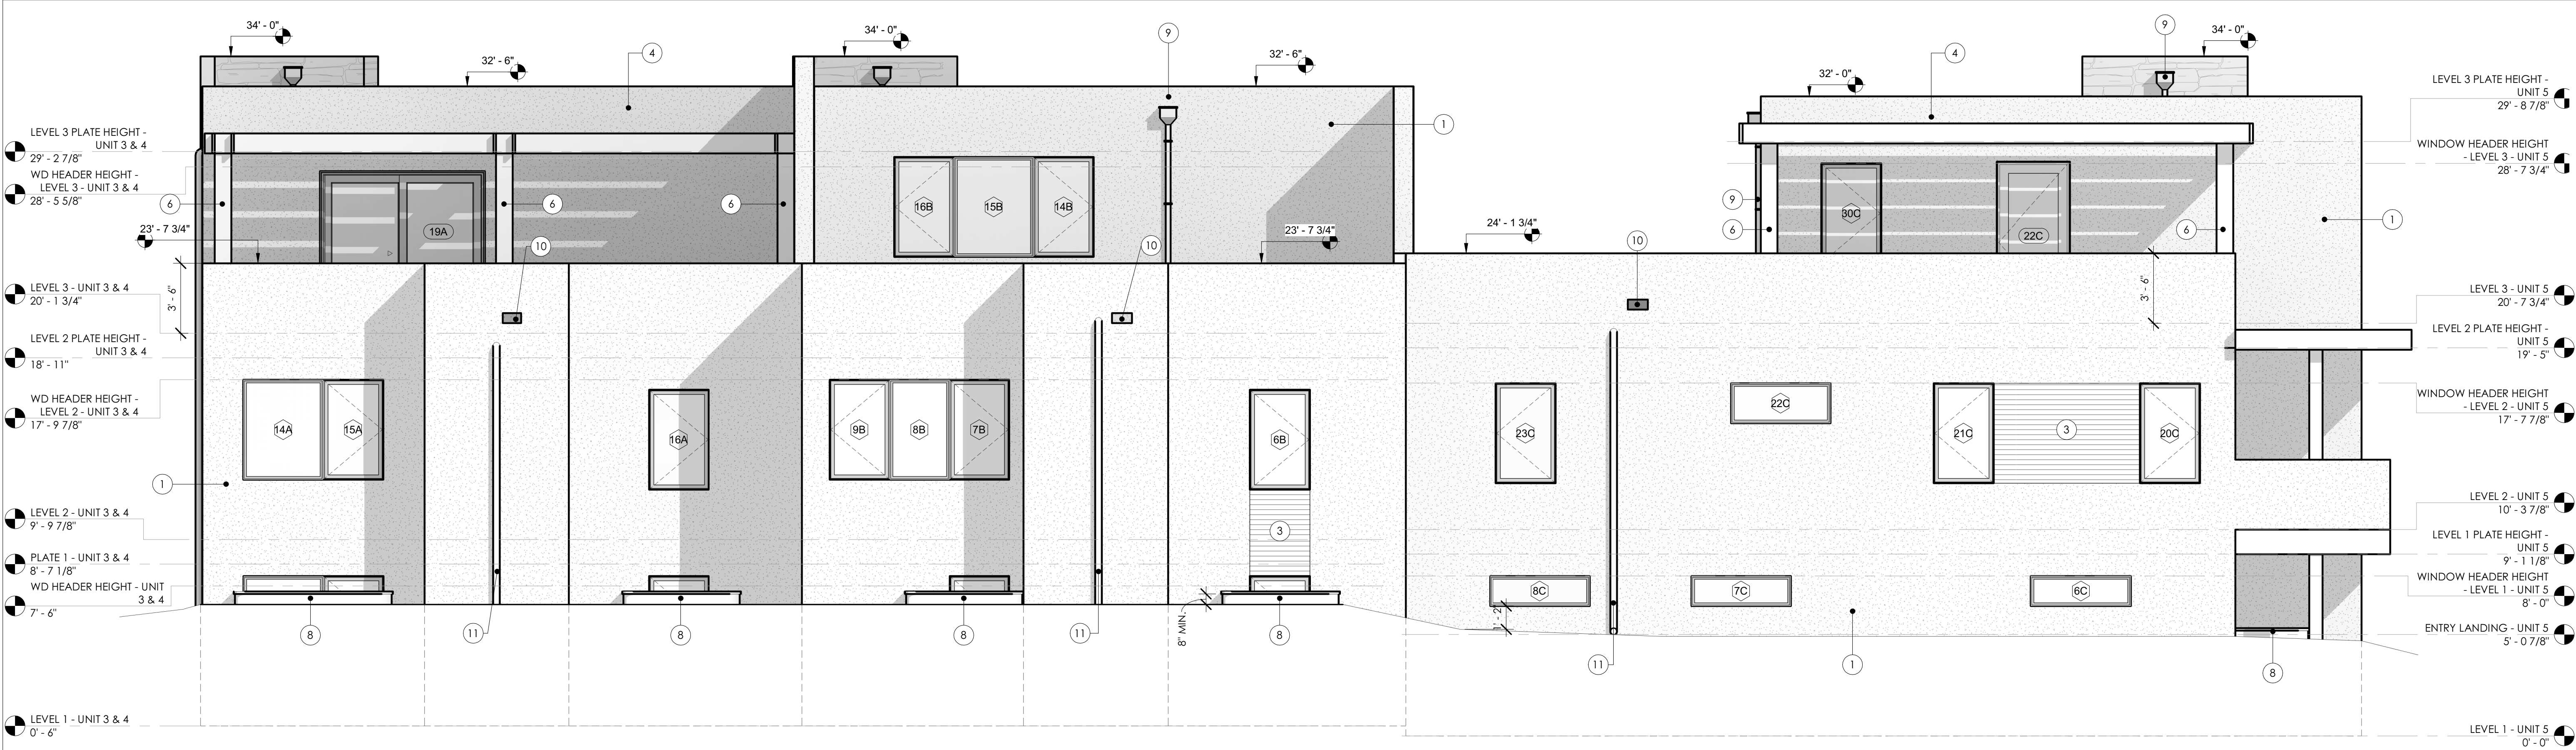 34' - 0"
32' - 6"
4
34' - 0"
9
32' - 6"
1
32' - 0"
4
9
34' - 0"
LEVEL 3 PLATE HEIGHT -
UNIT 3 & 4
29' - 2 7/8"
WD HEADER HEIGHT -
LEVEL 3 - UNIT 3 & 4
28' - 5 5/8"
23' - 7 3/4"
LEVEL 3 - UNIT 3 & 4
20' - 1 3/4"
3' - 6"
LEVEL 2 PLATE HEIGHT -
UNIT 3 & 4
18' - 11"
WD HEADER HEIGHT -
LEVEL 2 - UNIT 3 & 4
17' - 9 7/8"
1
LEVEL 2 - UNIT 3 & 4
9' - 9 7/8"
PLATE 1 - UNIT 3 & 4
8' - 7 1/8"
WD HEADER HEIGHT - UNIT
3 & 4
7' - 6"
LEVEL 1 - UNIT 3 & 4
0' - 6"
6
19A
6
10
6
16B
15B
14B
10
23' - 7 3/4"
24' - 1 3/4"
10
9
6
30C
22C
6
1
3' - 6"
14A
15A
16A
9B
8B
7B
6B
3
23C
22C
21C
3
20C
8C
7C
6C
8
11
8
8
11
8" MIN.
8
1' - 2"
11
1
8
LEVEL 3 PLATE HEIGHT -
UNIT 5
29' - 8 7/8"
WINDOW HEADER HEIGHT
- LEVEL 3 - UNIT 5
28' - 7 3/4"
LEVEL 3 - UNIT 5
20' - 7 3/4"
LEVEL 2 PLATE HEIGHT -
UNIT 5
19' - 5"
WINDOW HEADER HEIGHT
- LEVEL 2 - UNIT 5
17' - 7 7/8"
LEVEL 2 - UNIT 5
10' - 3 7/8"
LEVEL 1 PLATE HEIGHT -
UNIT 5
9' - 1 1/8"
WINDOW HEADER HEIGHT
- LEVEL 1 - UNIT 5
8' - 0"
ENTRY LANDING - UNIT 5
5' - 0 7/8"
LEVEL 1 - UNIT 5
0' - 0"